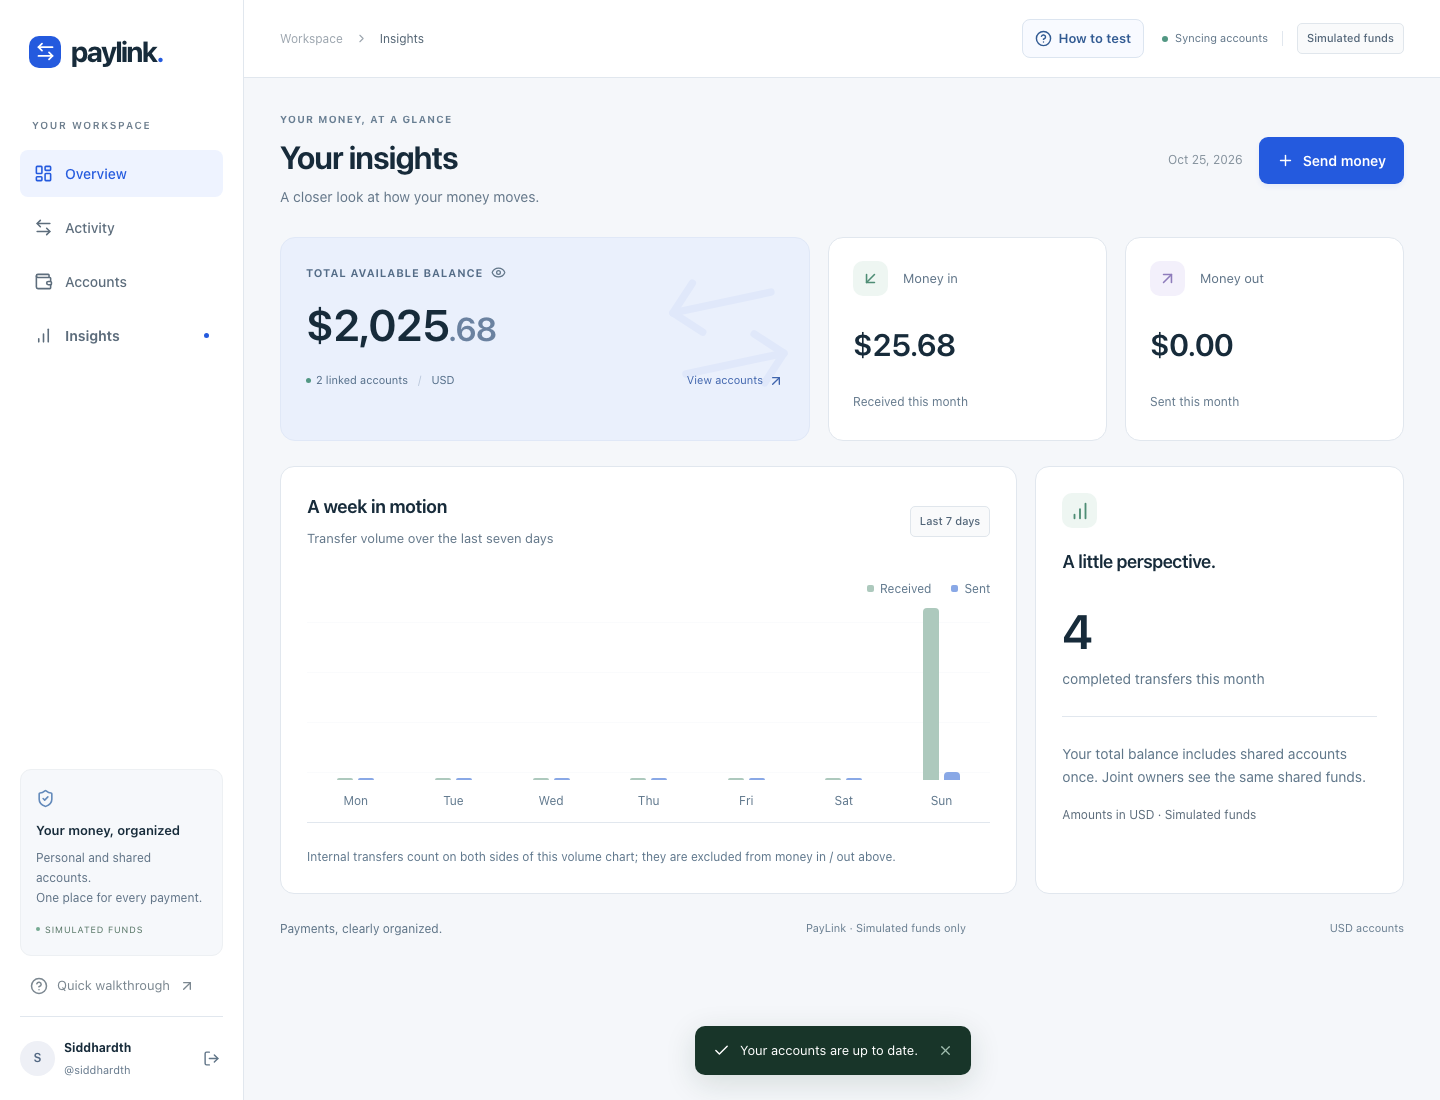 paylink.
YOUR WORKSPACE
Overview
Activity
Accounts
Insights
Your money, organized
Personal and shared
accounts.
One place for every payment.
SIMULATED FUNDS
Quick walkthrough
S
Siddhardth
@siddhardth
Workspace
Insights
How to test
Syncing accounts
Simulated funds
YOUR MONEY, AT A GLANCE
Your insights
A closer look at how your money moves.
Oct 25, 2026
Send money
TOTAL AVAILABLE BALANCE
$2,025.68
2 linked accounts / USD
View accounts
Money in
$25.68
Received this month
Money out
$0.00
Sent this month
A week in motion
Transfer volume over the last seven days
Last 7 days
Received
Sent
Mon
Tue
Wed
Thu
Fri
Sat
Sun
Internal transfers count on both sides of this volume chart; they are excluded from money in / out above.
A little perspective.
4
completed transfers this month
Your total balance includes shared accounts
once. Joint owners see the same shared funds.
Amounts in USD · Simulated funds
Payments, clearly organized.
PayLink · Simulated funds only
USD accounts
Your accounts are up to date.